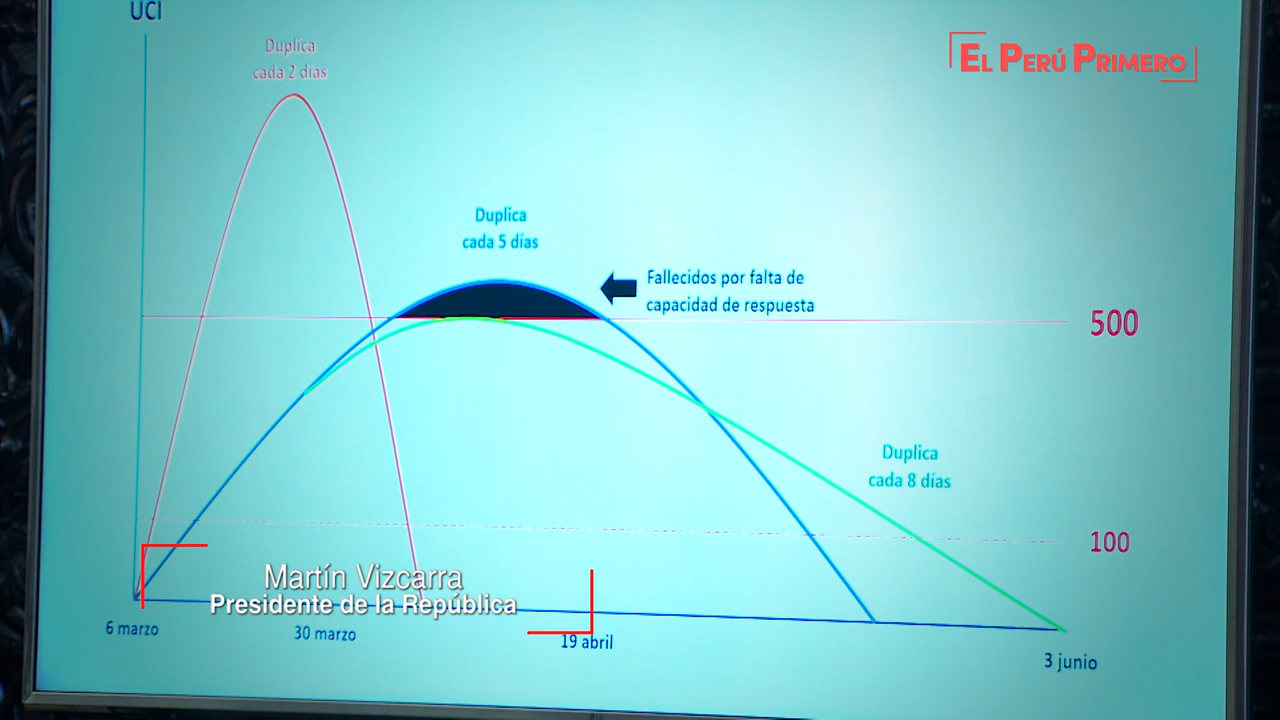 UCI
Duplica
cada 2 días
EL PERÚ PRIMERO
Duplica
cada 5 días
Fallecidos por falta de
capacidad de respuesta
500
Duplica
cada 8 días
100
Martín Vizcarra
Presidente de la República
6 marzo
30 marzo
19 abril
3 junio